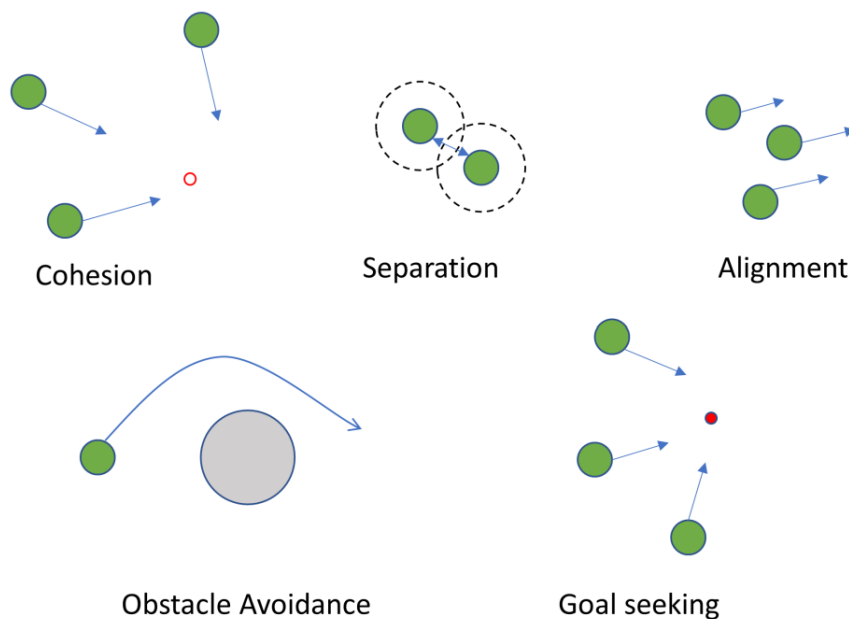 Cohesion
Separation
Alignment
Obstacle Avoidance
Goal seeking